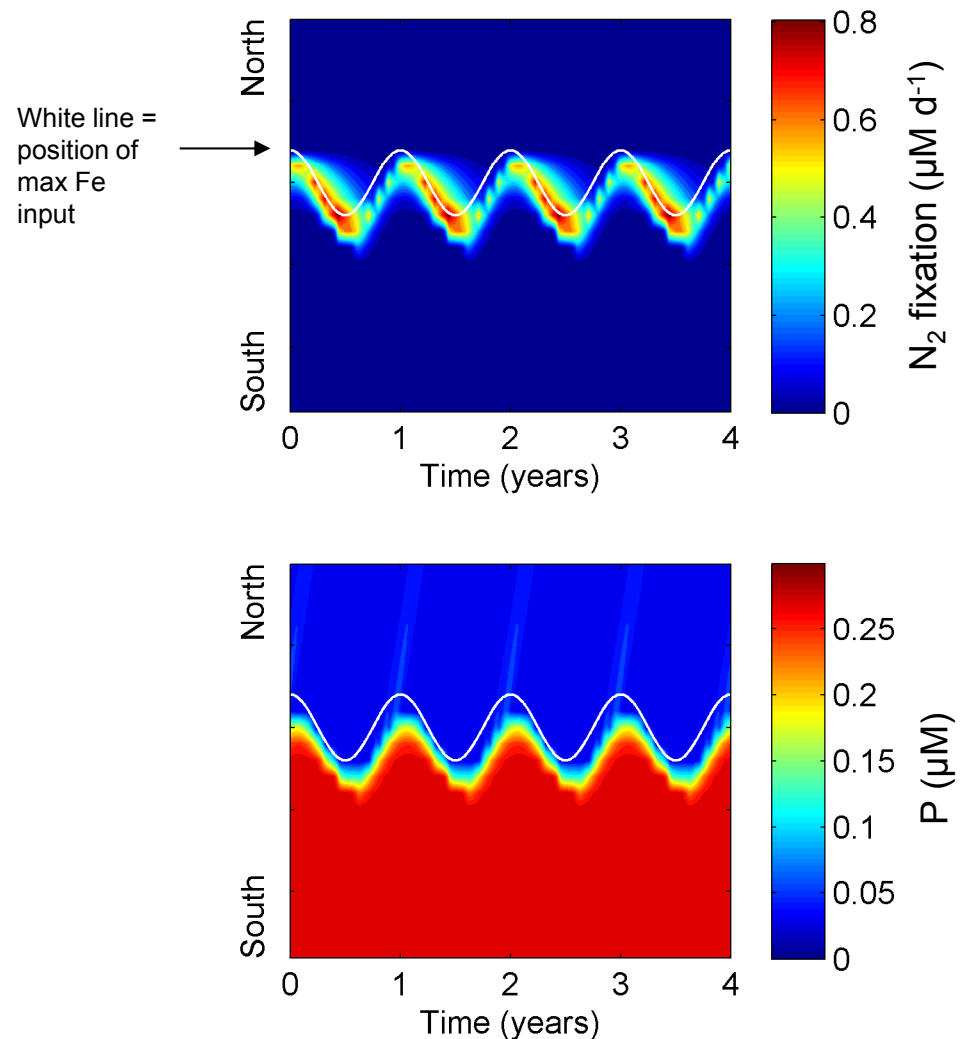 White line =
position of
max Fe
input
North
South
0 1 2 3 4
Time (years)
0.8
0.6
0.4
0.2
0
N₂ fixation (µM d⁻¹)
North
South
0 1 2 3 4
Time (years)
0.25
0.2
0.15
0.1
0.05
0
P (µM)